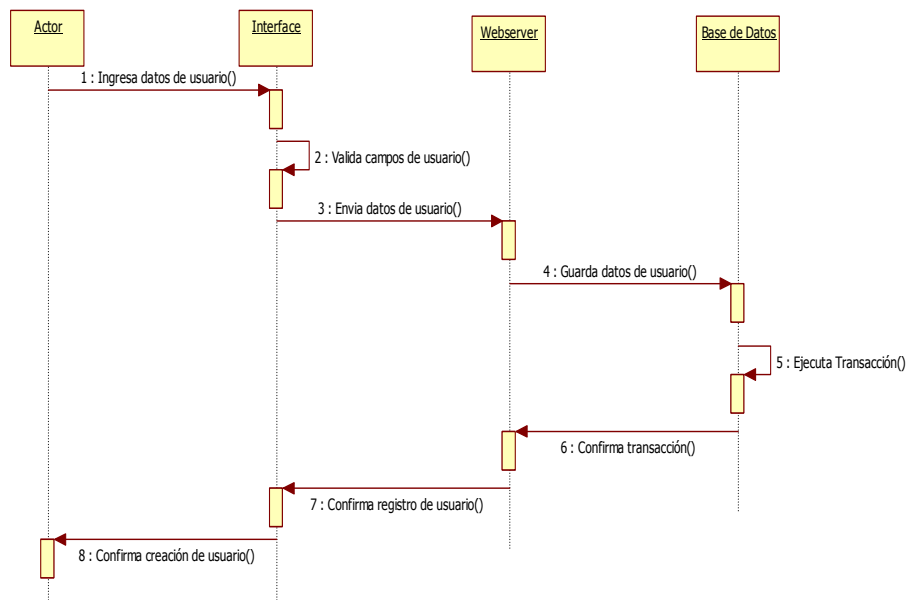 Actor
Interface
Webserver
Base de Datos
1 : Ingresa datos de usuario()
2 : Valida campos de usuario()
3 : Envia datos de usuario()
4 : Guarda datos de usuario()
5 : Ejecuta Transacción()
6 : Confirma transacción()
7 : Confirma registro de usuario()
8 : Confirma creación de usuario()